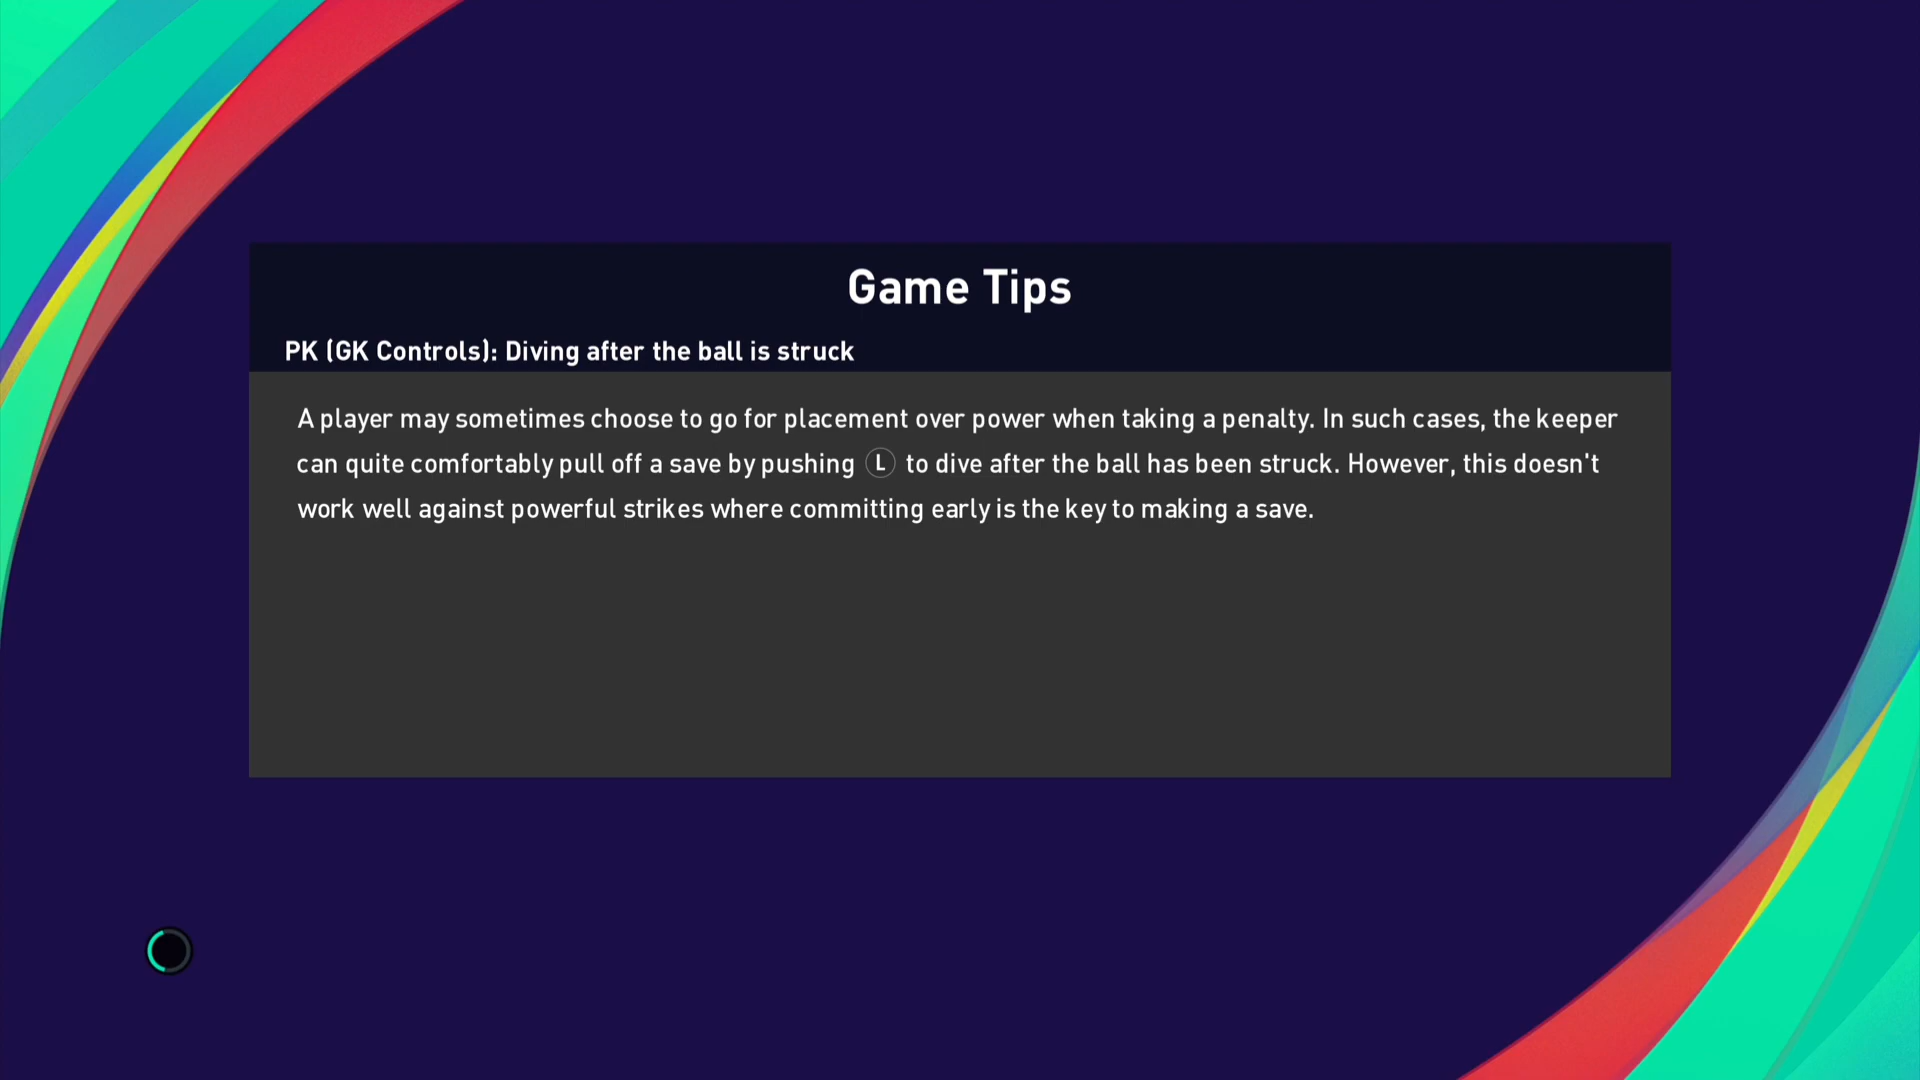 Game Tips
PK (GK Controls): Diving after the ball is struck
A player may sometimes choose to go for placement over power when taking a penalty. In such cases, the keeper
can quite comfortably pull off a save by pushing L to dive after the ball has been struck. However, this doesn't
work well against powerful strikes where committing early is the key to making a save.